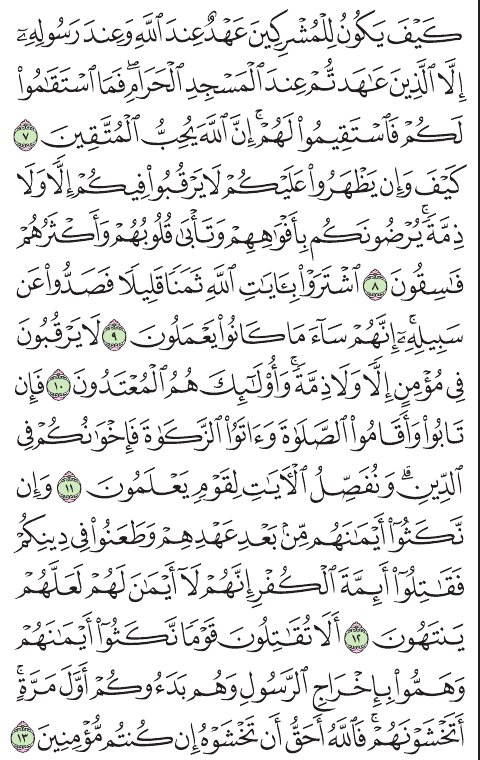 كَيْفَ يَكُونُ لِلْمُشْرِكِينَ عَهْدٌ عِندَ ٱللَّهِ وَعِندَ رَسُولِهِۦٓ
إِلَّا ٱلَّذِينَ عَٰهَدتُّمْ عِندَ ٱلْمَسْجِدِ ٱلْحَرَامِ ۖ فَمَا ٱسْتَقَٰمُوا۟
لَكُمْ فَٱسْتَقِيمُوا۟ لَهُمْ ۚ إِنَّ ٱللَّهَ يُحِبُّ ٱلْمُتَّقِينَ ٧
كَيْفَ وَإِن يَظْهَرُوا۟ عَلَيْكُمْ لَا يَرْقُبُوا۟ فِيكُمْ إِلًّا وَلَا
ذِمَّةً ۚ يُرْضُونَكُم بِأَفْوَٰهِهِمْ وَتَأْبَىٰ قُلُوبُهُمْ وَأَكْثَرُهُمْ
فَٰسِقُونَ ٨ ٱشْتَرَوْا۟ بِـَٔايَٰتِ ٱللَّهِ ثَمَنًا قَلِيلًا فَصَدُّوا۟ عَن
سَبِيلِهِۦٓ ۚ إِنَّهُمْ سَآءَ مَا كَانُوا۟ يَعْمَلُونَ ٩ لَا يَرْقُبُونَ
فِى مُؤْمِنٍ إِلًّا وَلَا ذِمَّةً ۚ وَأُو۟لَٰٓئِكَ هُمُ ٱلْمُعْتَدُونَ ١٠ فَإِن
تَابُوا۟ وَأَقَامُوا۟ ٱلصَّلَوٰةَ وَءَاتَوُا۟ ٱلزَّكَوٰةَ فَإِخْوَٰنُكُمْ فِى
ٱلدِّينِ ۗ وَنُفَصِّلُ ٱلْءَايَٰتِ لِقَوْمٍ يَعْلَمُونَ ١١ وَإِن
نَّكَثُوٓا۟ أَيْمَٰنَهُم مِّنۢ بَعْدِ عَهْدِهِمْ وَطَعَنُوا۟ فِى دِينِكُمْ
فَقَٰتِلُوٓا۟ أَئِمَّةَ ٱلْكُفْرِ ۙ إِنَّهُمْ لَآ أَيْمَٰنَ لَهُمْ لَعَلَّهُمْ
يَنتَهُونَ ١٢ أَلَا تُقَٰتِلُونَ قَوْمًا نَّكَثُوٓا۟ أَيْمَٰنَهُمْ
وَهَمُّوا۟ بِإِخْرَاجِ ٱلرَّسُولِ وَهُم بَدَءُوكُمْ أَوَّلَ مَرَّةٍ ۚ
أَتَخْشَوْنَهُمْ ۚ فَٱللَّهُ أَحَقُّ أَن تَخْشَوْهُ إِن كُنتُم مُّؤْمِنِينَ ١٣